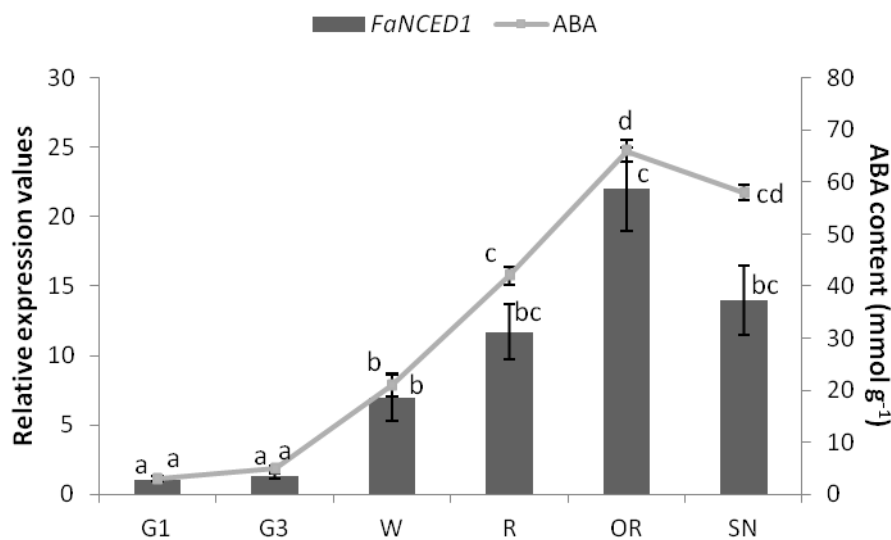 FaNCED1 ABA
Relative expression values
30
25
20
15
10
5
0
a a
a a
b b
c bc
d c
cd bc
80
70
60
50
40
30
20
10
0
ABA content (mmol g⁻¹)
G1 G3 W R OR SN